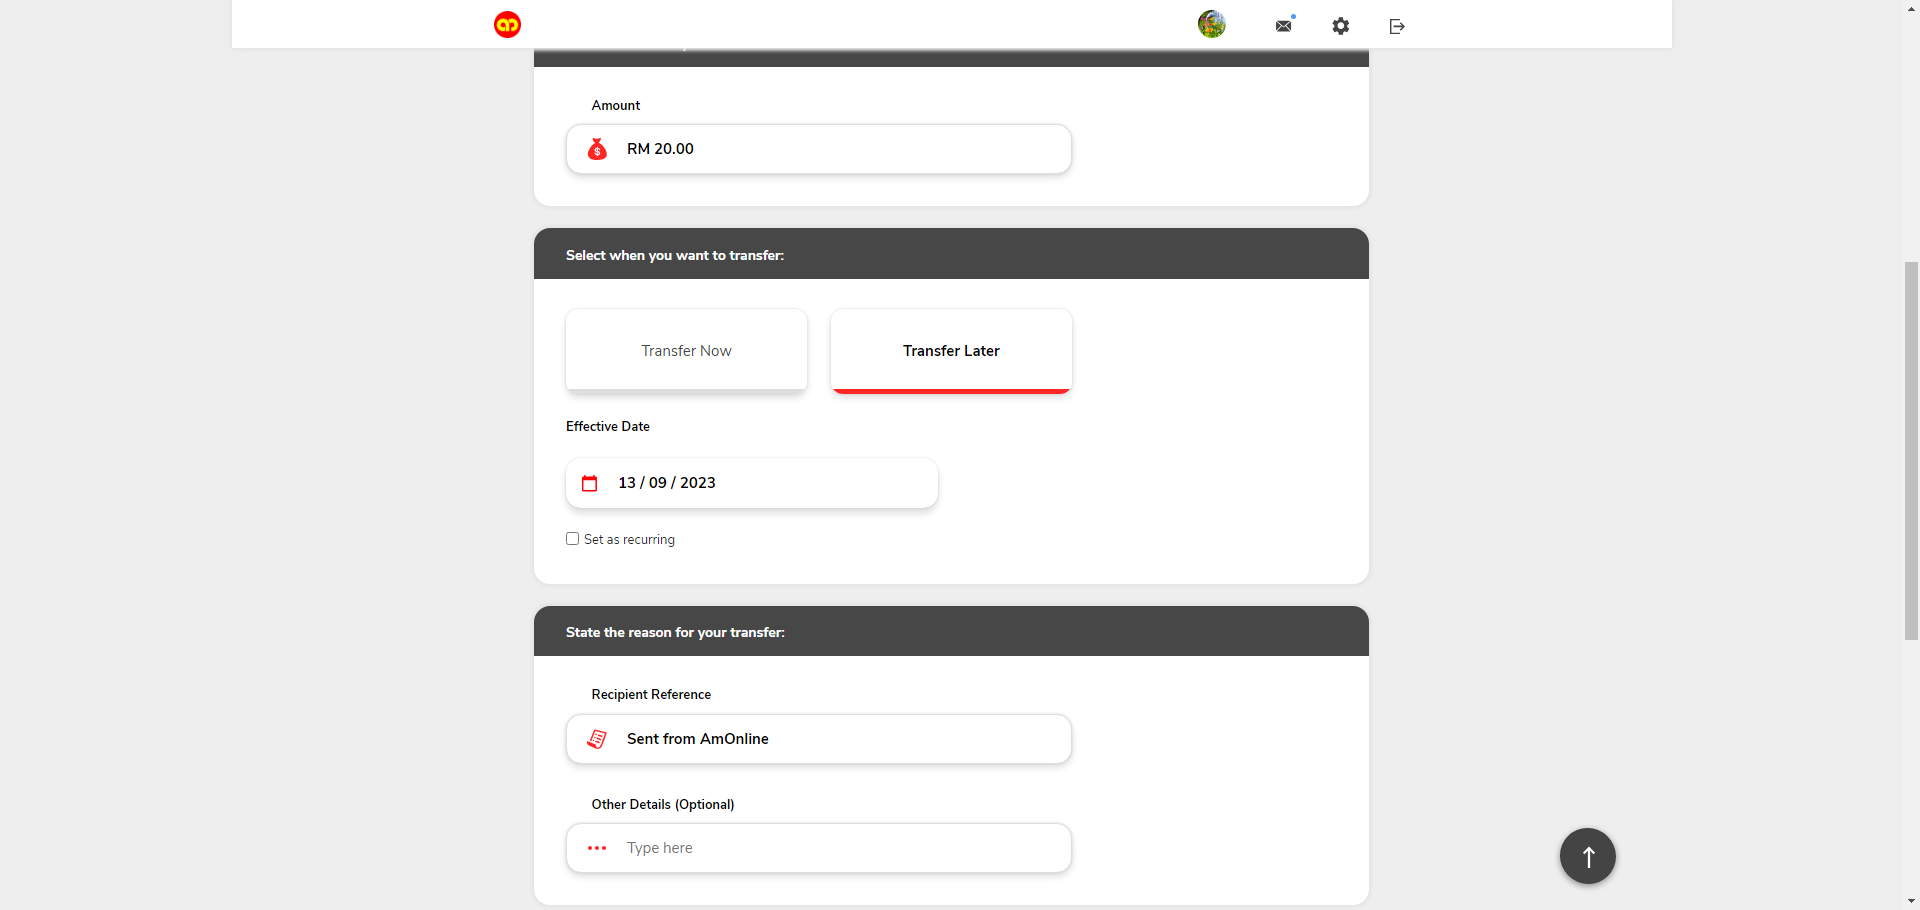 Amount
RM 20.00
Select when you want to transfer:
Transfer Now
Transfer Later
Effective Date
13 / 09 / 2023
Set as recurring
State the reason for your transfer:
Recipient Reference
Sent from AmOnline
Other Details (Optional)
Type here